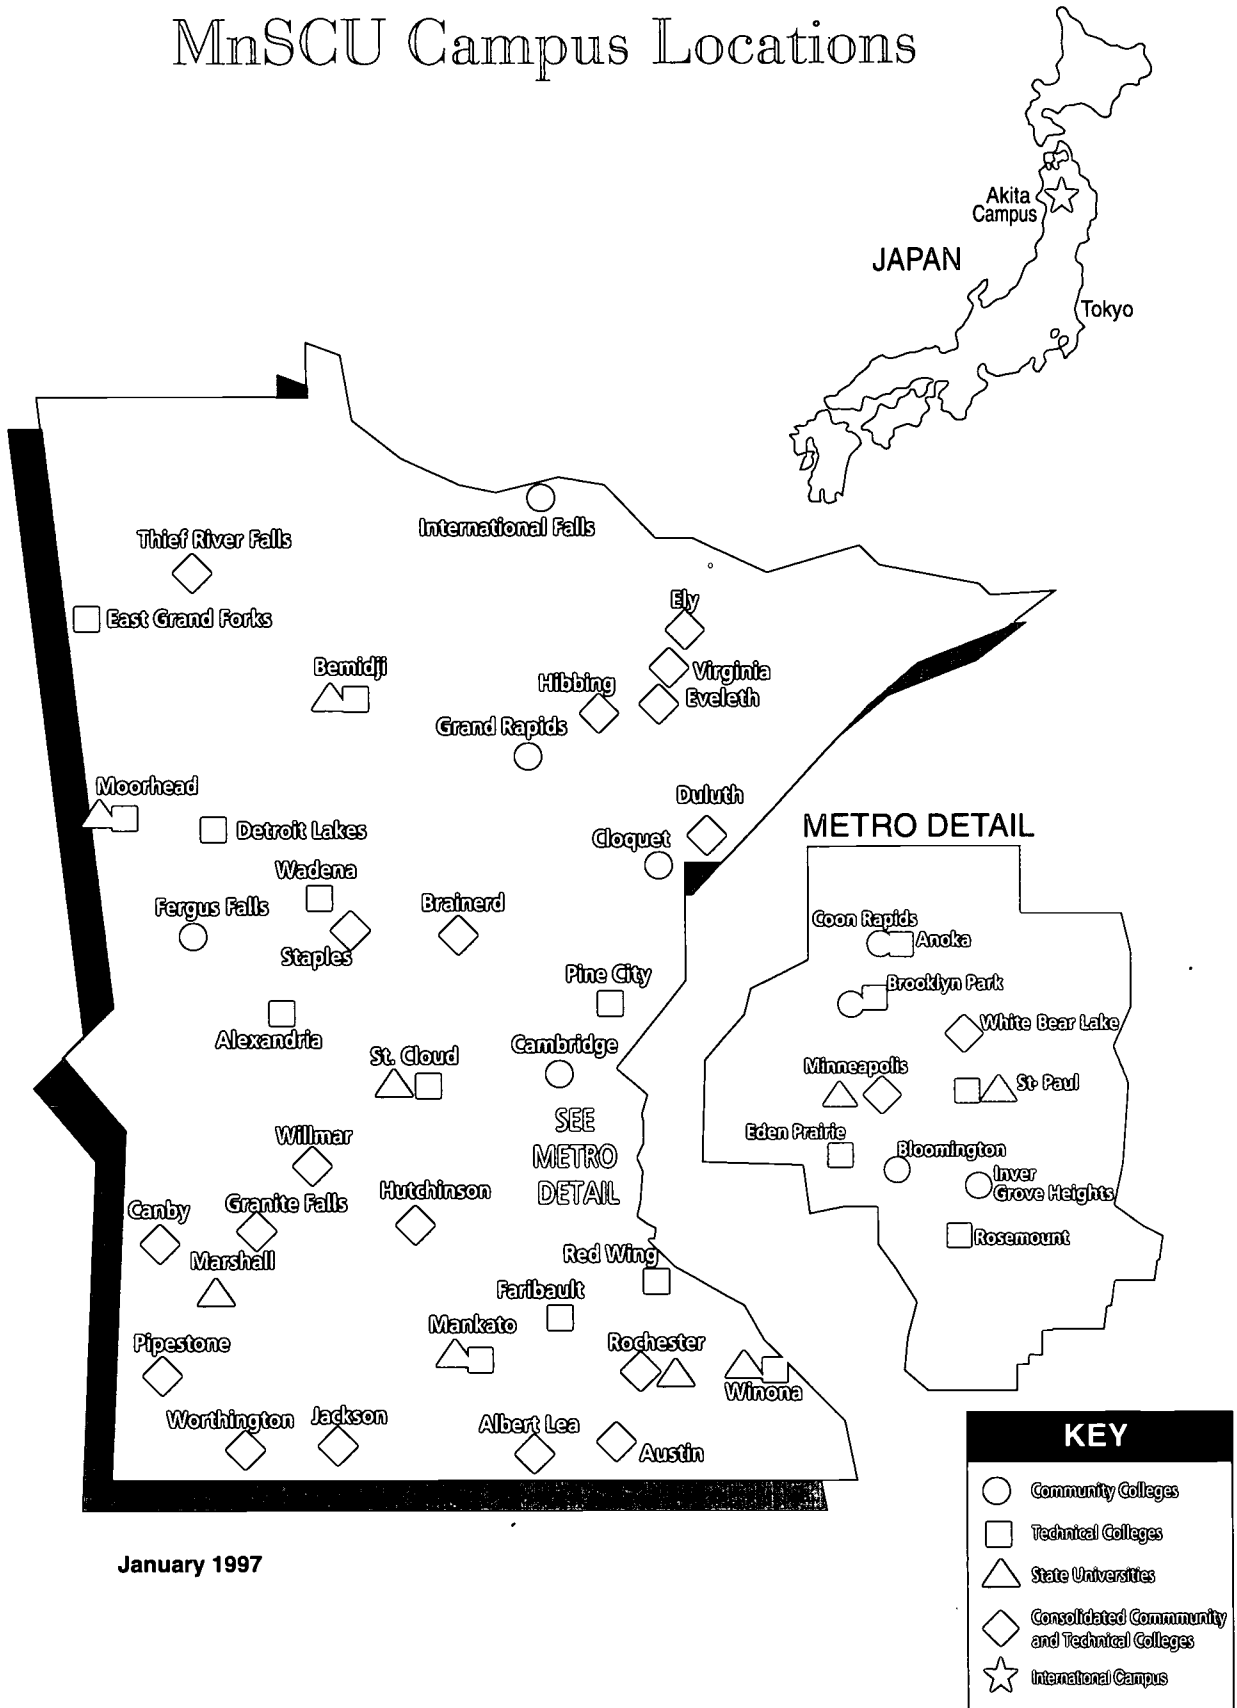 MnSCU Campus Locations
Akita
Campus
JAPAN
Tokyo
International Falls
Thief River Falls
East Grand Forks
Ely
Bemidji
Virginia
Hibbing
Eveleth
Grand Rapids
Moorhead
Duluth
Detroit Lakes
Cloquet
METRO DETAIL
Wadena
Fergus Falls
Brainerd
Staples
Coon Rapids
Anoka
Pine City
Brooklyn Park
White Bear Lake
Alexandria
Cambridge
St. Cloud
Minneapolis
St. Paul
SEE
METRO
DETAIL
Eden Prairie
Bloomington
Inver
Grove Heights
Rosemount
Willmar
Hutchinson
Granite Falls
Canby
Marshall
Red Wing
Faribault
Mankato
Rochester
Pipestone
Winona
Worthington
Jackson
Albert Lea
Austin
KEY
Community Colleges
Technical Colleges
State Universities
Consolidated Commmunity
and Technical Colleges
International Campus
January 1997